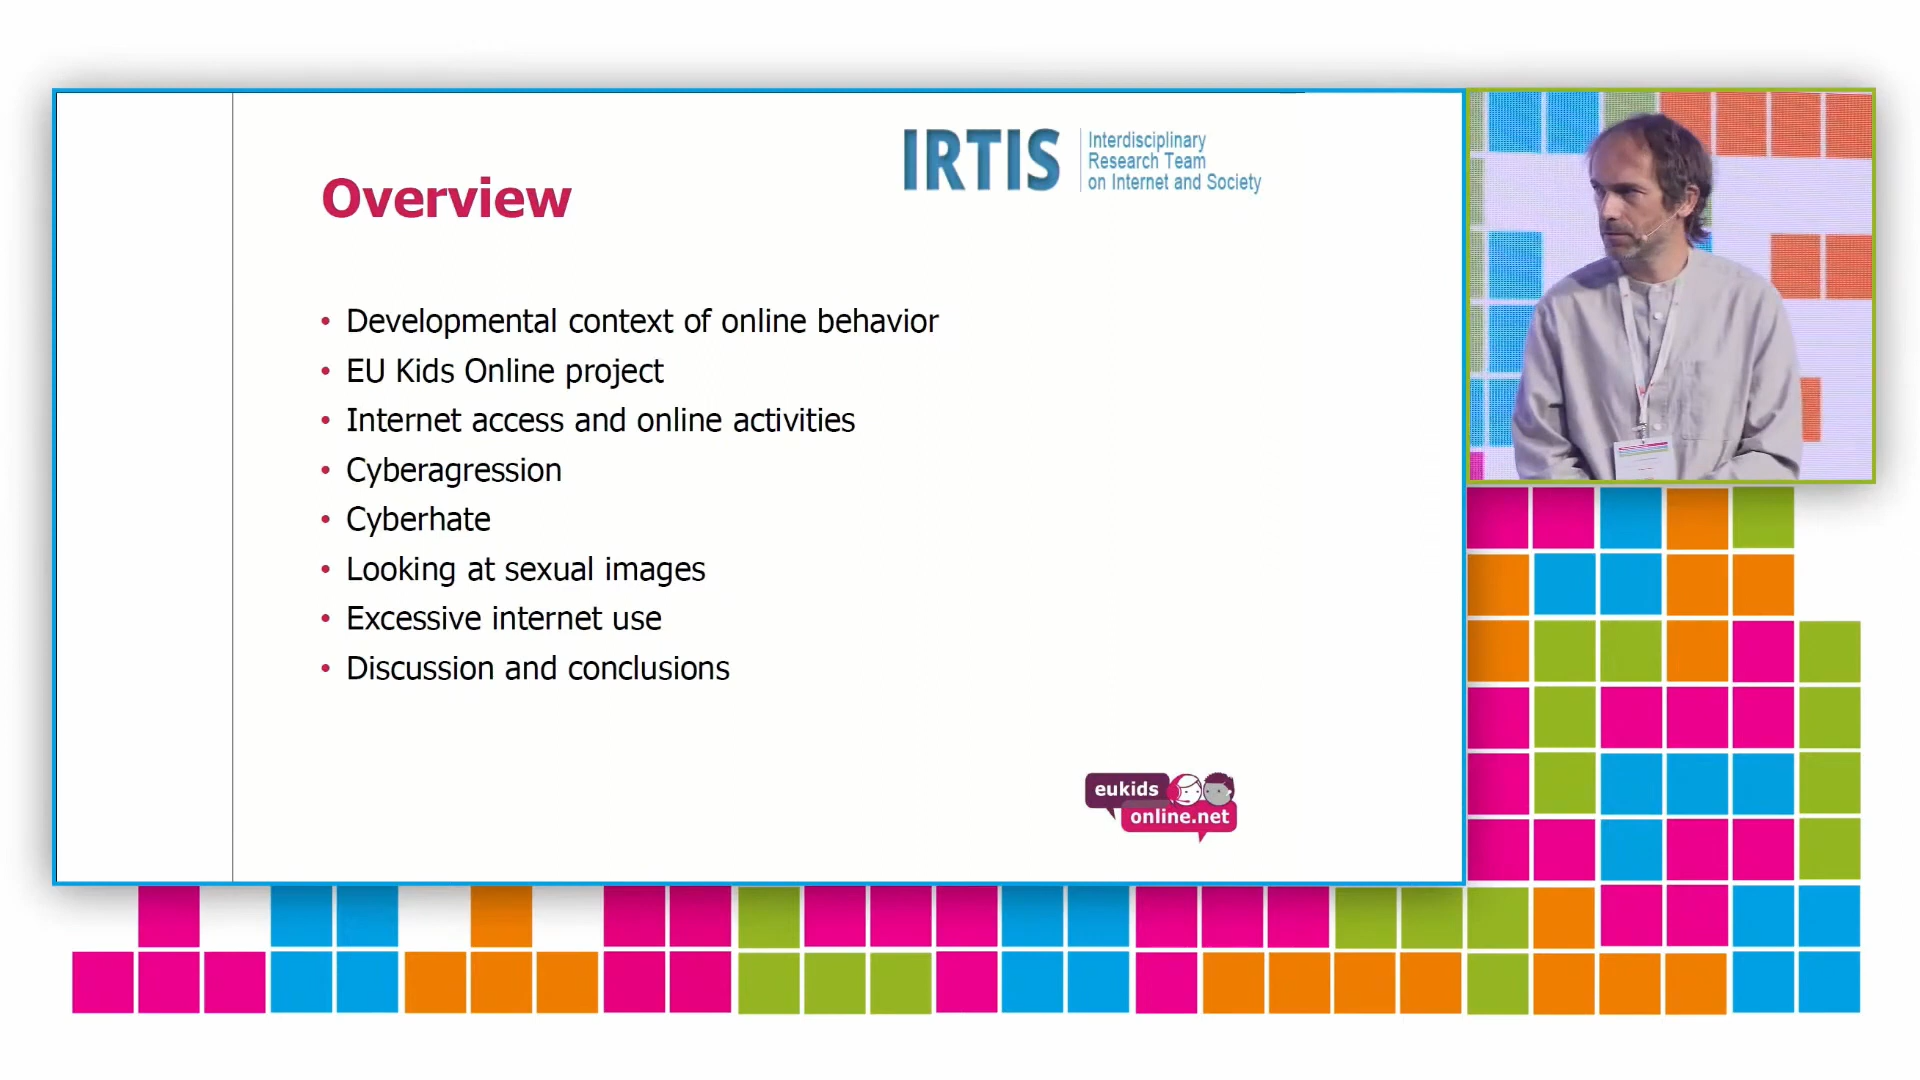 IRTIS
Interdisciplinary
Research Team
on Internet and Society
Overview
• Developmental context of online behavior
• EU Kids Online project
• Internet access and online activities
• Cyberagression
• Cyberhate
• Looking at sexual images
• Excessive internet use
• Discussion and conclusions
eukids
online.net